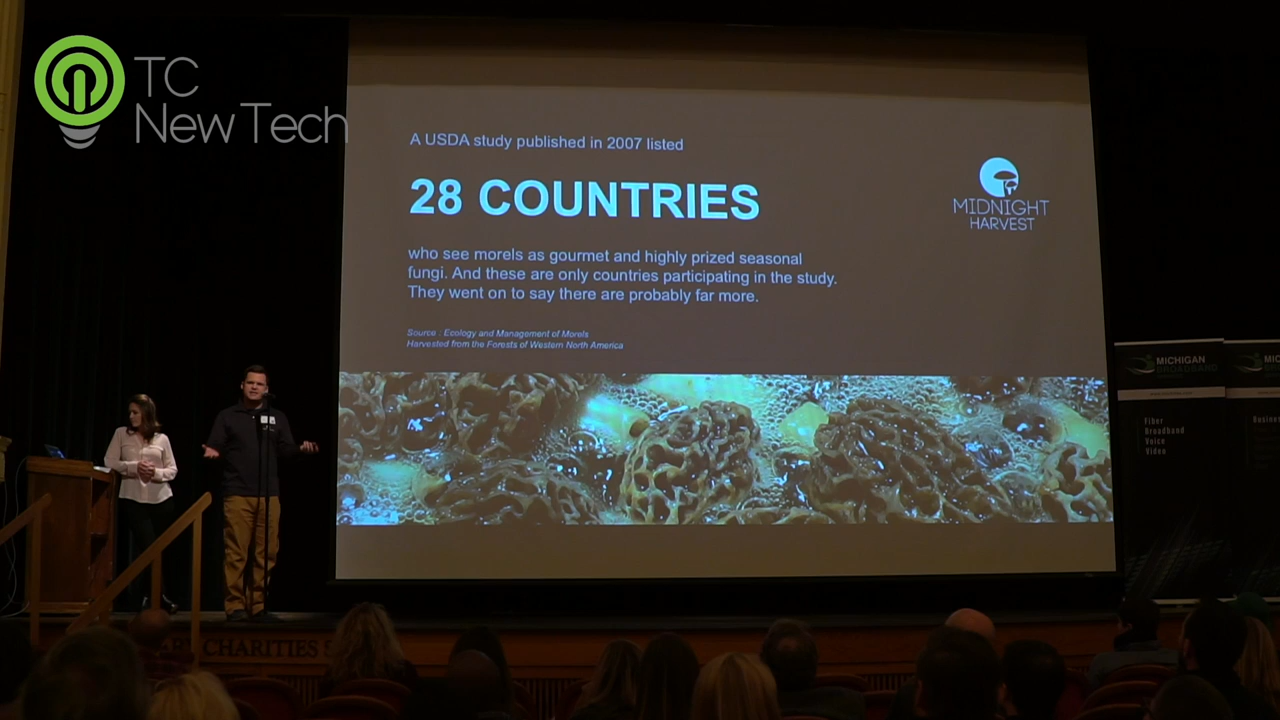 TC
New Tech
A USDA study published in 2007 listed
28 COUNTRIES
who see morels as gourmet and highly prized seasonal
fungi. And these are only countries participating in the study.
They went on to say there are probably far more.
Source : Ecology and Management of Morels
Harvested from the Forests of Western North America
MIDNIGHT
HARVEST
MICHIGAN
BROADBAND
Fiber
Broadband
Voice
Video
CHARITIES